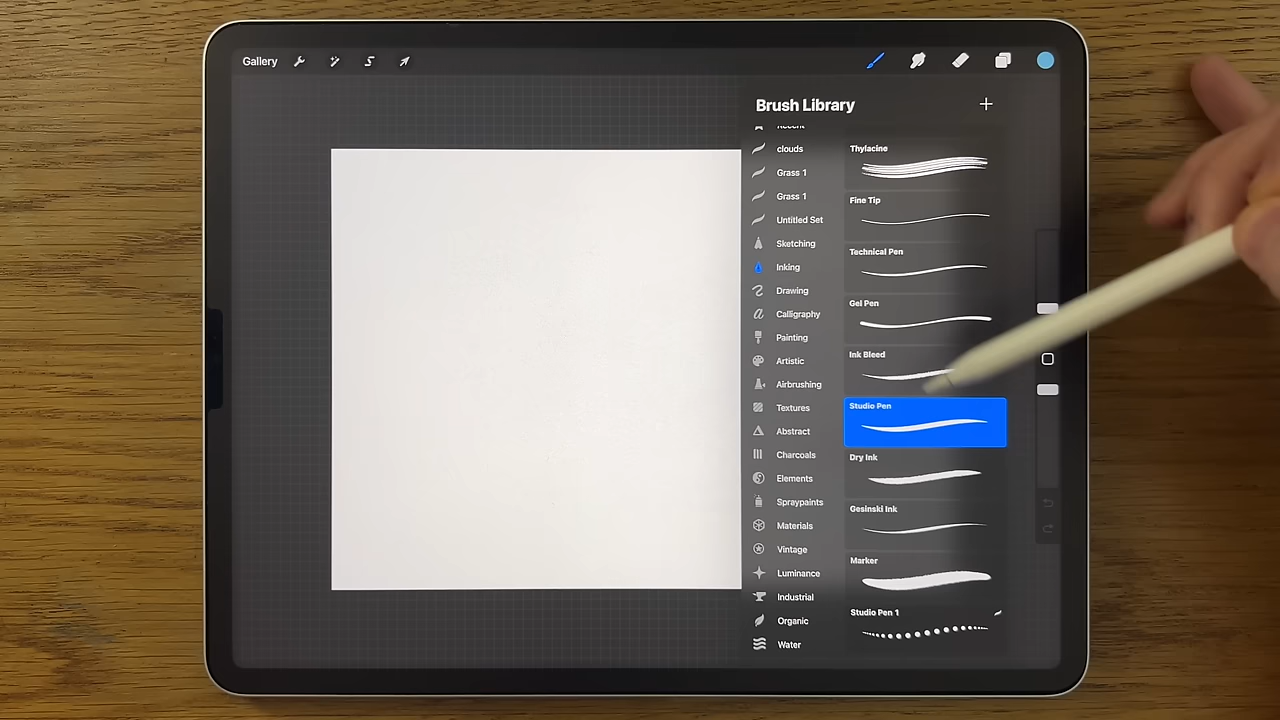 Gallery
Brush Library
Recent
clouds
Grass 1
Grass 1
Untitled Set
Sketching
Inking
Drawing
Calligraphy
Painting
Artistic
Airbrushing
Textures
Abstract
Charcoals
Elements
Spraypaints
Materials
Vintage
Luminance
Industrial
Organic
Water
Thylacine
Fine Tip
Technical Pen
Gel Pen
Ink Bleed
Studio Pen
Dry Ink
Gesinski Ink
Marker
Studio Pen 1